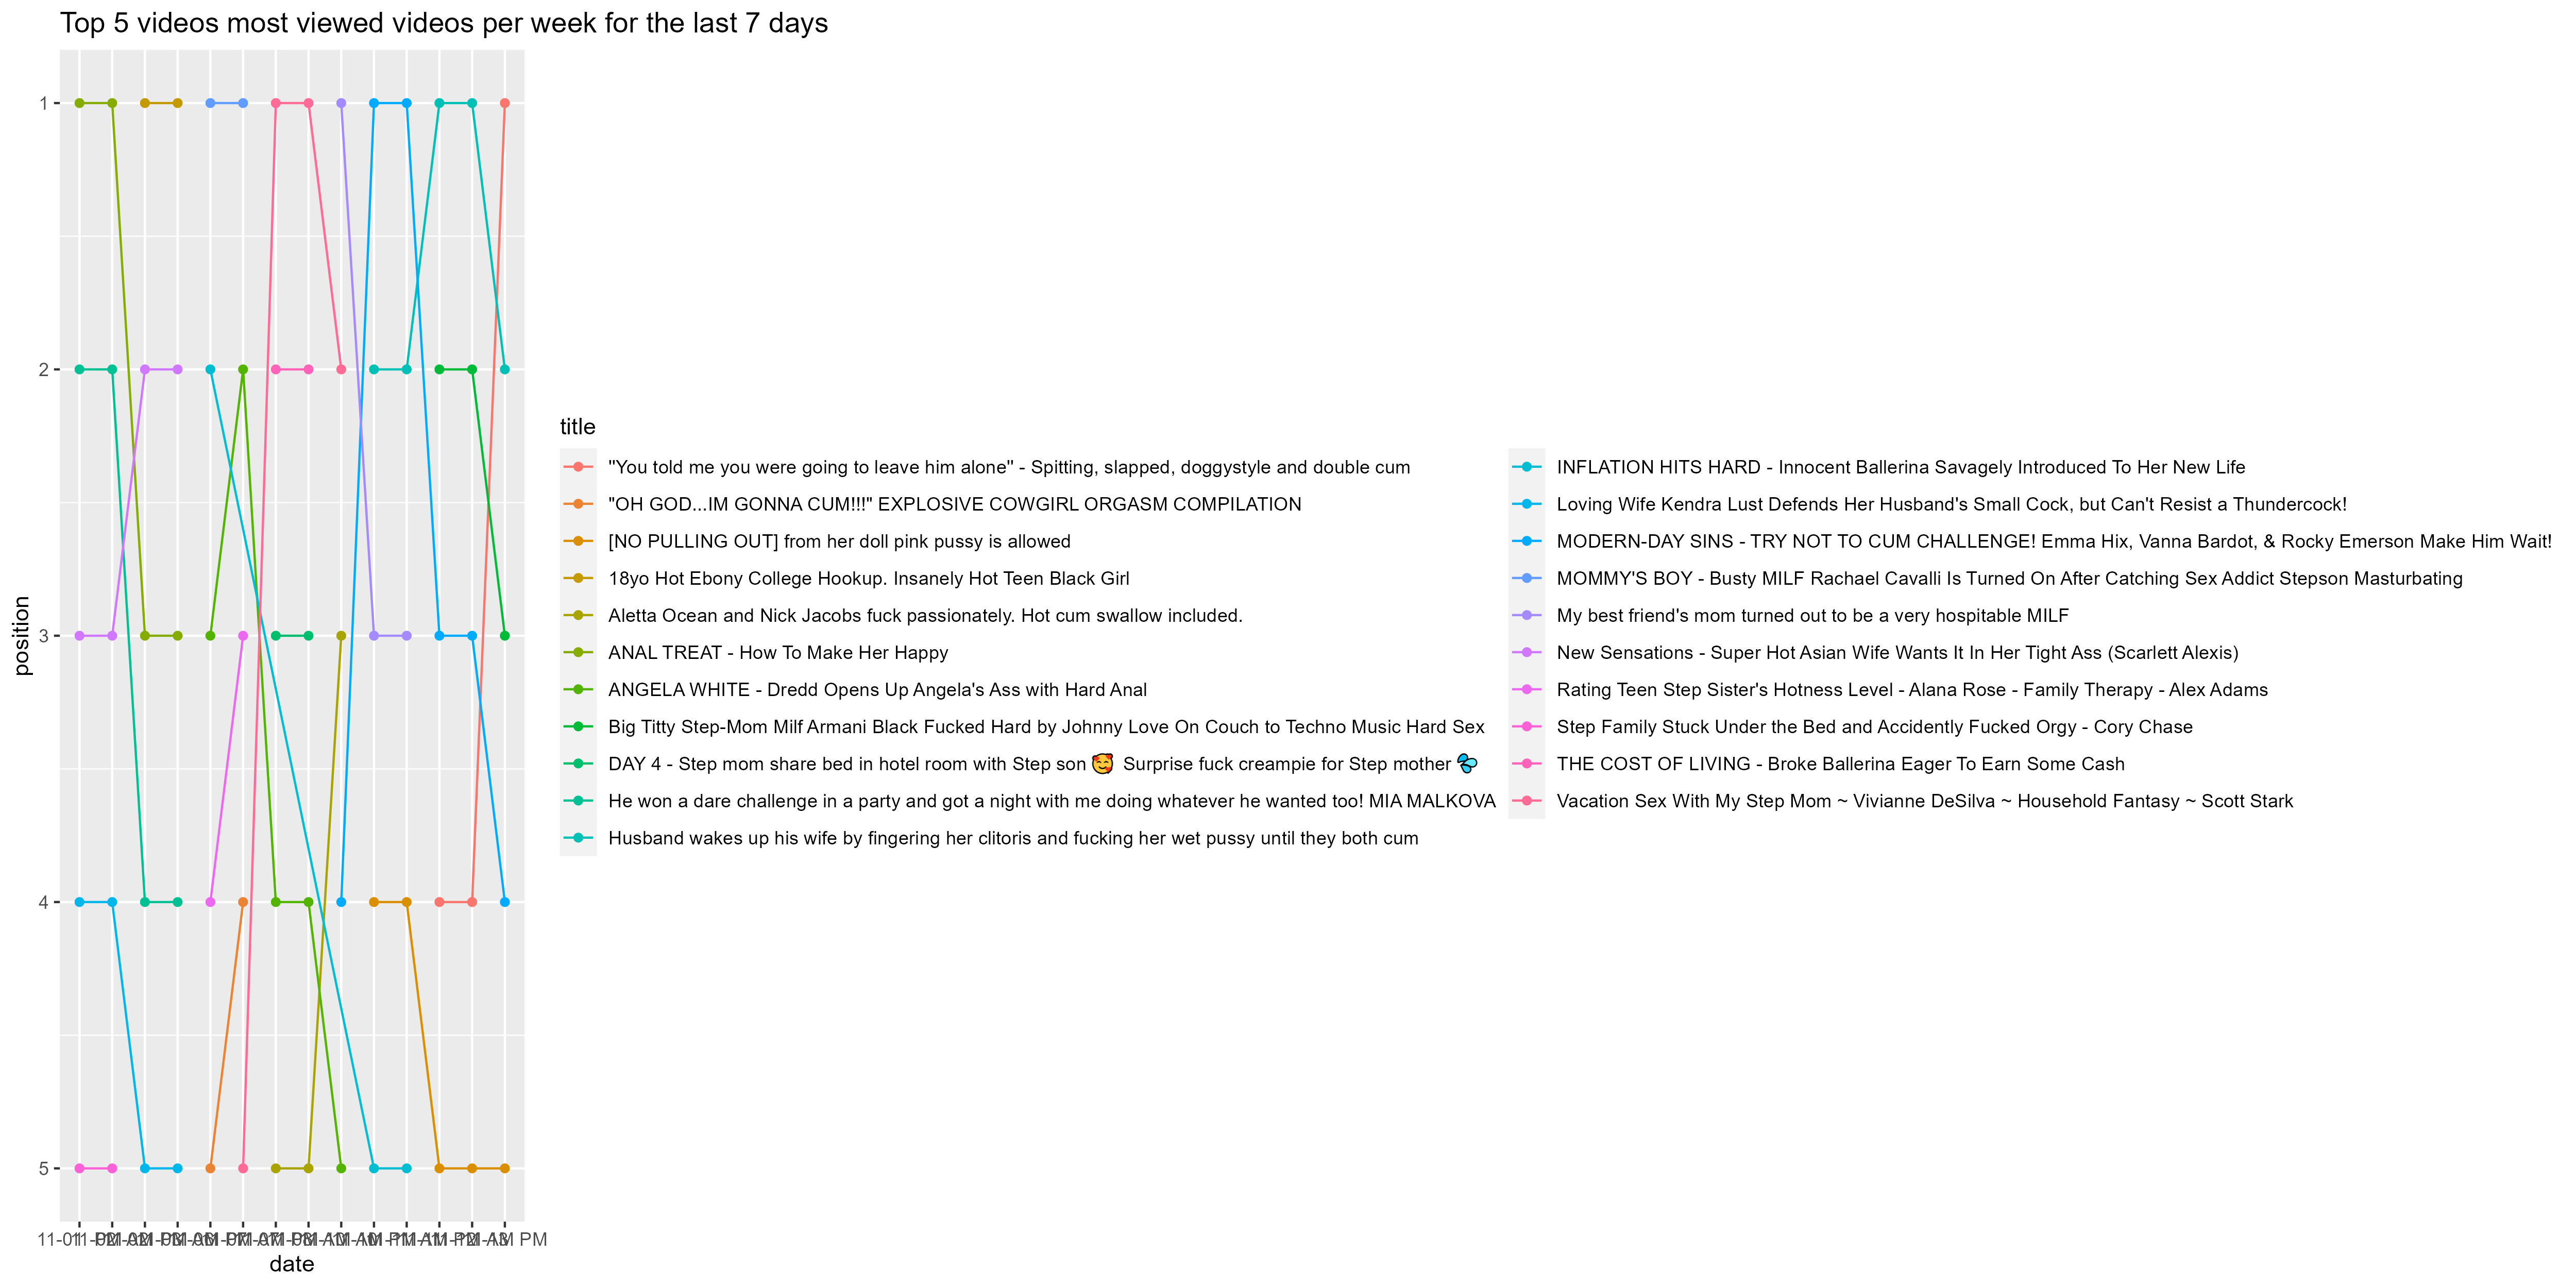 Top 5 videos most viewed videos per week for the last 7 days
position
1
2
3
4
5
date
title
"You told me you were going to leave him alone" - Spitting, slapped, doggystyle and double cum
"OH GOD...IM GONNA CUM!!!" EXPLOSIVE COWGIRL ORGASM COMPILATION
[NO PULLING OUT] from her doll pink pussy is allowed
18yo Hot Ebony College Hookup. Insanely Hot Teen Black Girl
Aletta Ocean and Nick Jacobs fuck passionately. Hot cum swallow included.
ANAL TREAT - How To Make Her Happy
ANGELA WHITE - Dredd Opens Up Angela's Ass with Hard Anal
Big Titty Step-Mom Milf Armani Black Fucked Hard by Johnny Love On Couch to Techno Music Hard Sex
DAY 4 - Step mom share bed in hotel room with Step son 🥰 Surprise fuck creampie for Step mother 💦
He won a dare challenge in a party and got a night with me doing whatever he wanted too! MIA MALKOVA
Husband wakes up his wife by fingering her clitoris and fucking her wet pussy until they both cum
INFLATION HITS HARD - Innocent Ballerina Savagely Introduced To Her New Life
Loving Wife Kendra Lust Defends Her Husband's Small Cock, but Can't Resist a Thundercock!
MODERN-DAY SINS - TRY NOT TO CUM CHALLENGE! Emma Hix, Vanna Bardot, & Rocky Emerson Make Him Wait!
MOMMY'S BOY - Busty MILF Rachael Cavalli Is Turned On After Catching Sex Addict Stepson Masturbating
My best friend's mom turned out to be a very hospitable MILF
New Sensations - Super Hot Asian Wife Wants It In Her Tight Ass (Scarlett Alexis)
Rating Teen Step Sister's Hotness Level - Alana Rose - Family Therapy - Alex Adams
Step Family Stuck Under the Bed and Accidently Fucked Orgy - Cory Chase
THE COST OF LIVING - Broke Ballerina Eager To Earn Some Cash
Vacation Sex With My Step Mom ~ Vivianne DeSilva ~ Household Fantasy ~ Scott Stark